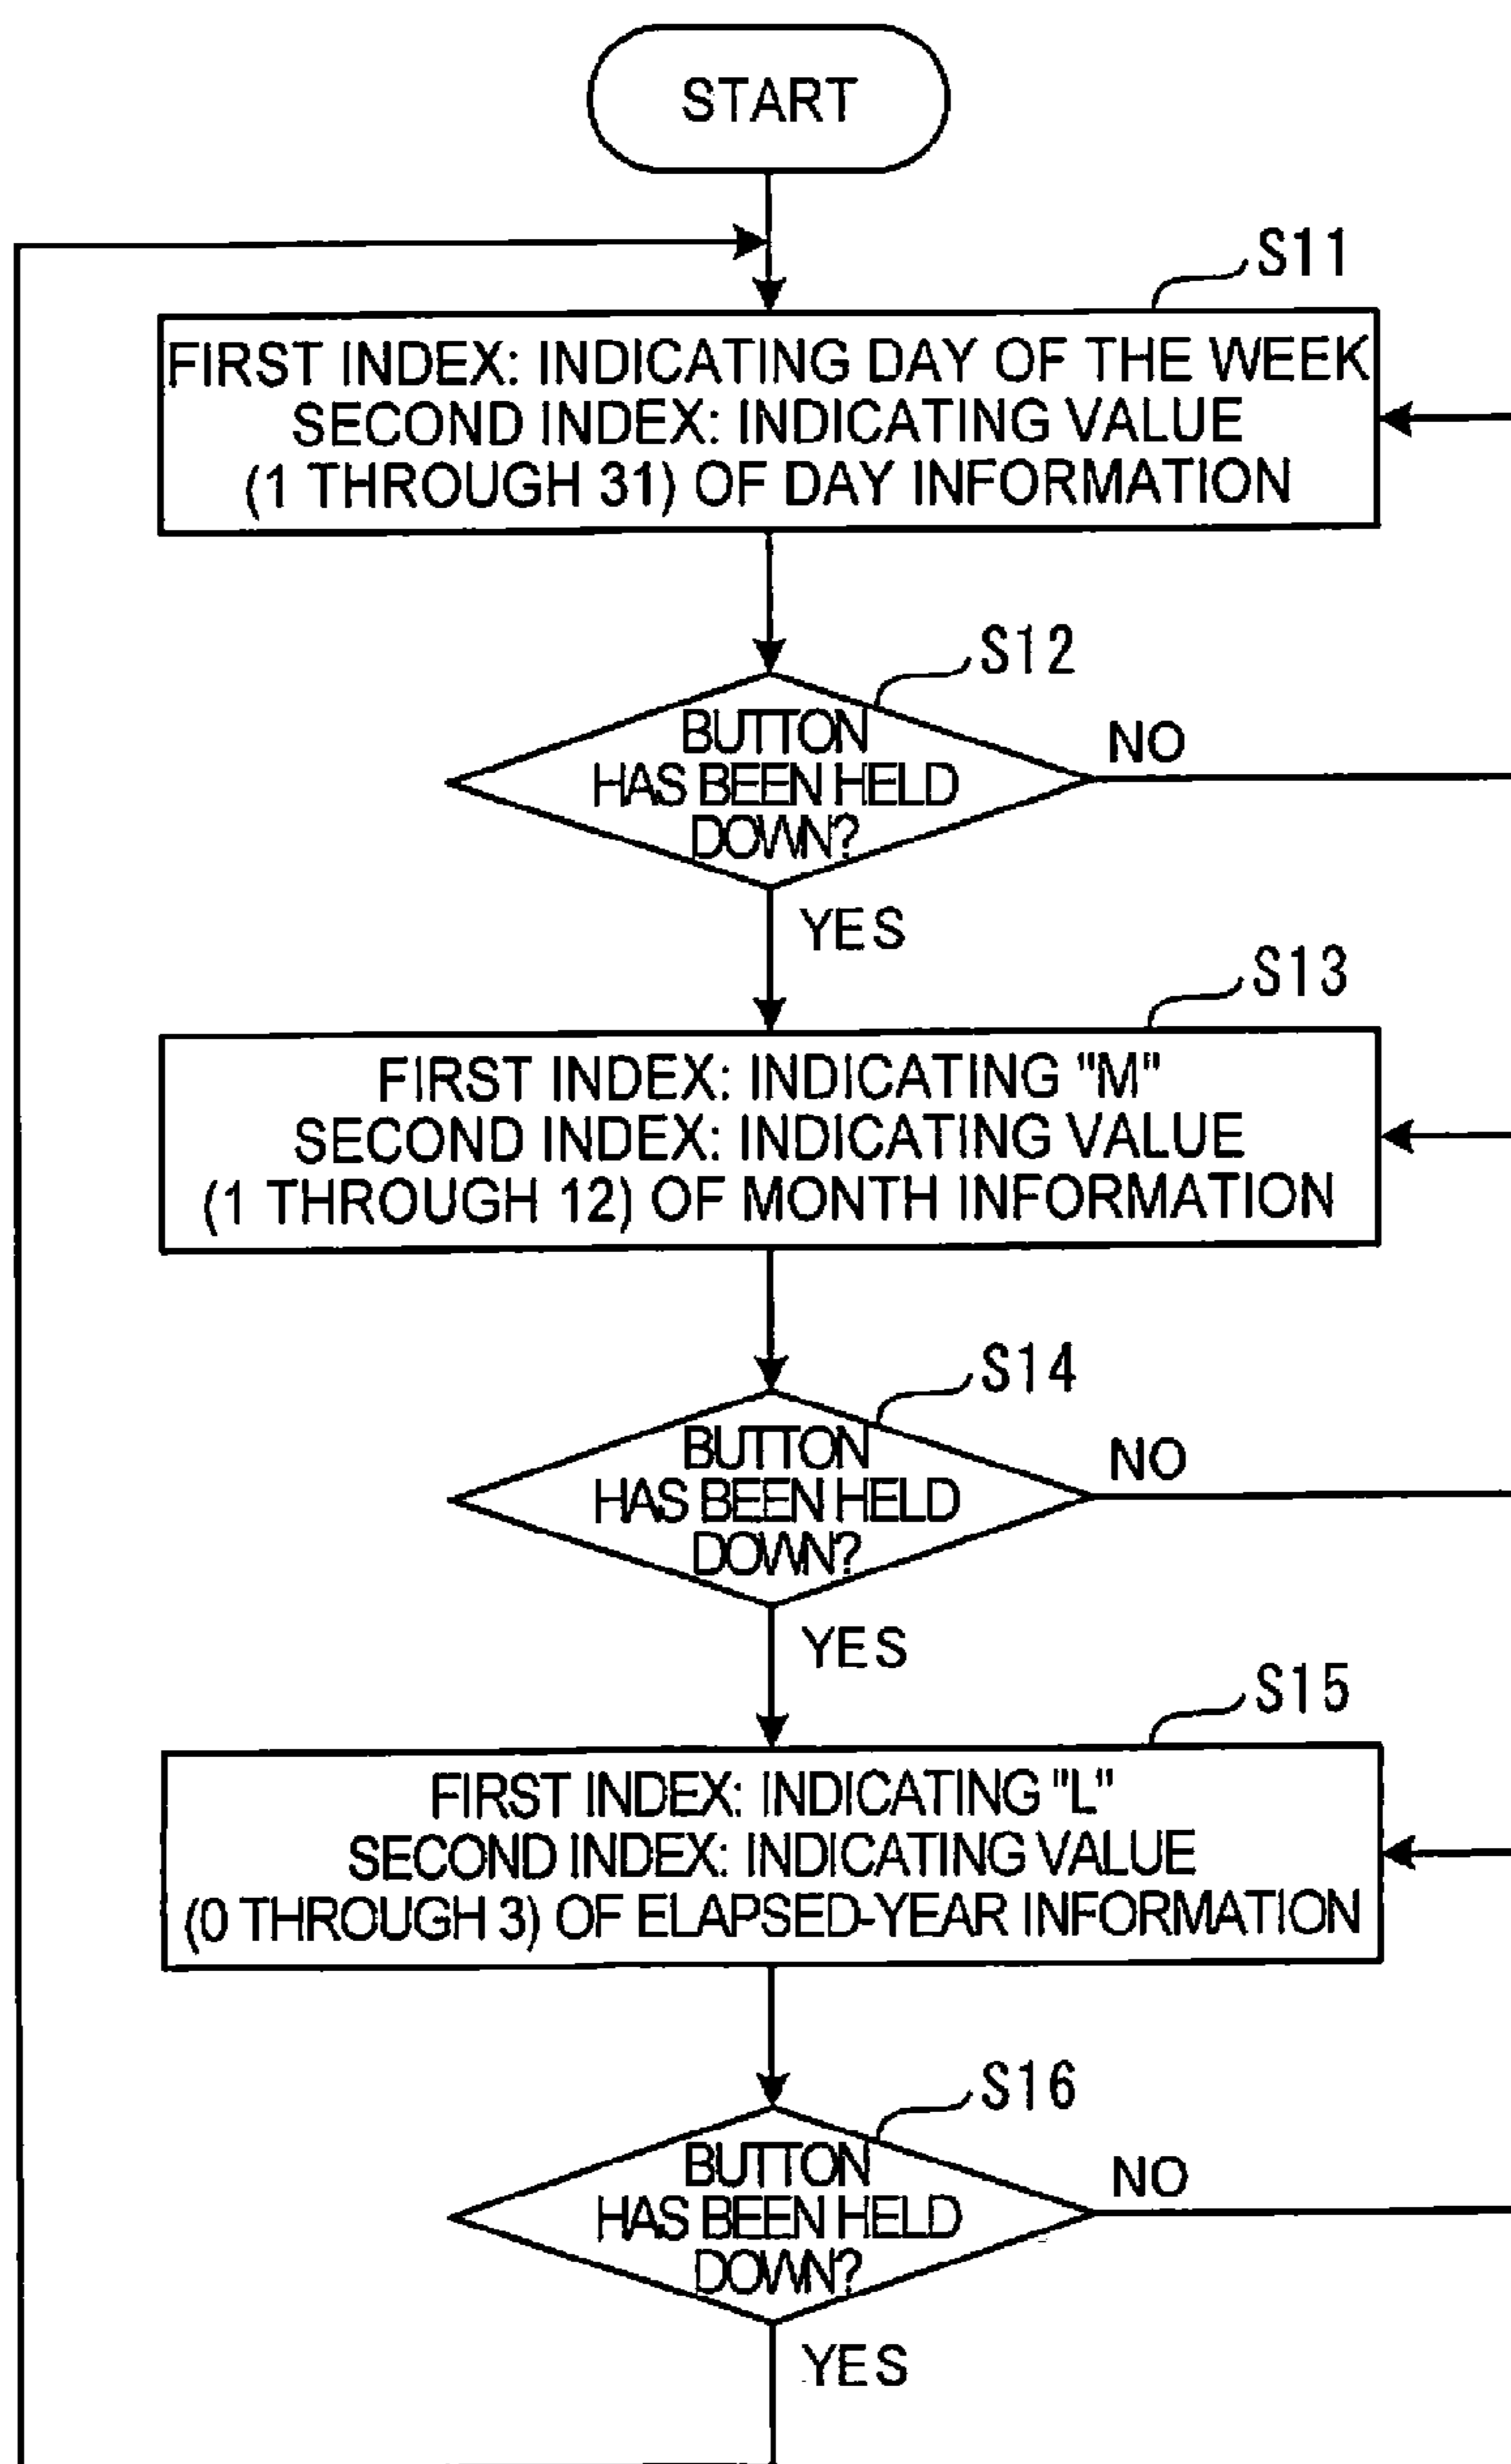 START
S11
FIRST INDEX: INDICATING DAY OF THE WEEK
SECOND INDEX: INDICATING VALUE
(1 THROUGH 31) OF DAY INFORMATION
S12
BUTTON
HAS BEEN HELD
DOWN?
NO
YES
S13
FIRST INDEX: INDICATING "M"
SECOND INDEX: INDICATING VALUE
(1 THROUGH 12) OF MONTH INFORMATION
S14
BUTTON
HAS BEEN HELD
DOWN?
NO
YES
S15
FIRST INDEX: INDICATING "L"
SECOND INDEX: INDICATING VALUE
(0 THROUGH 3) OF ELAPSED-YEAR INFORMATION
S16
BUTTON
HAS BEEN HELD
DOWN?
NO
YES